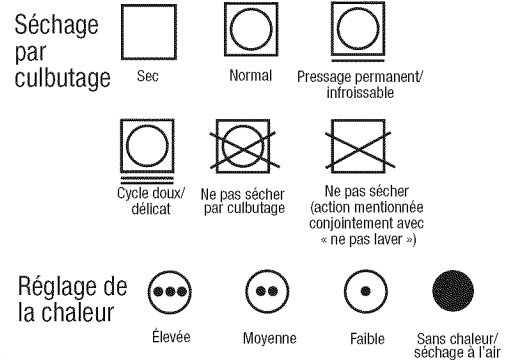 Séchage
par
culbutage
Sec
Normal
Pressage permanent/
infroissable
Cycle doux/
délicat
Ne pas sécher
par culbutage
Ne pas sécher
(action mentionnée
conjointement avec
« ne pas laver »)
Réglage de
la chaleur
Élevée
Moyenne
Faible
Sans chaleur/
séchage à l'air